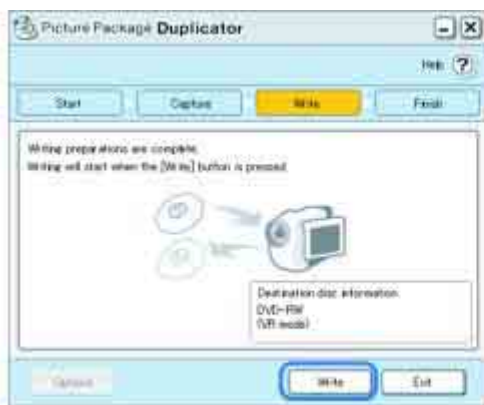 Picture Package Duplicator
Help ?
Start Capture Write Finish
Writing preparations are complete.
Writing will start when the [Write] button is pressed.
Destination disc information
DVD-RW
(VR mode)
Options Write Exit